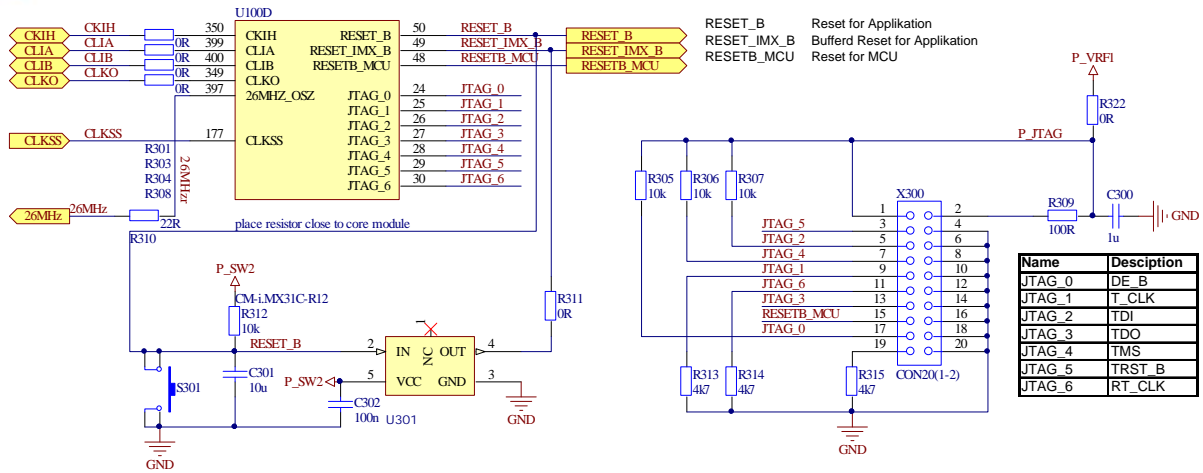 U100D
CKIH CKIH 350 CKIH RESET_B 50 RESET_B RESET_B
CLIA CLIA 0R 399 CLIA RESET_IMX_B 49 RESET_IMX_B RESET_IMX_B
CLIB CLIB 0R 400 CLIB RESETB_MCU 48 RESETB_MCU RESETB_MCU
CLKO CLKO 0R 349 CLKO
0R 397 26MHZ_OSZ JTAG_0 24 JTAG_0
JTAG_1 25 JTAG_1
JTAG_2 26 JTAG_2
CLKSS CLKSS 177 CLKSS JTAG_3 27 JTAG_3
JTAG_4 28 JTAG_4
JTAG_5 29 JTAG_5
JTAG_6 30 JTAG_6
R301
R303
R304
R308
26MHzr
26MHz 26MHz
22R
R310
place resistor close to core module
RESET_B Reset for Applikation
RESET_IMX_B Bufferd Reset for Applikation
RESETB_MCU Reset for MCU
P_SW2
CM-i.MX31C-R12
R312
10k
RESET_B
R311
0R
1
2 IN NC OUT 4
5 VCC GND 3
P_SW2
S301
C301
10u
C302
100n
U301
GND
GND
P_VRF1
R322
0R
P_JTAG
R305
10k
R306
10k
R307
10k
X300
R309
100R
C300
1u
GND
1 2
JTAG_5 3 4
JTAG_2 5 6
JTAG_4 7 8
JTAG_1 9 10
JTAG_6 11 12
JTAG_3 13 14
RESETB_MCU 15 16
JTAG_0 17 18
19 20
CON20(1-2)
R313
4k7
R314
4k7
R315
4k7
GND
Name Desciption
JTAG_0 DE_B
JTAG_1 T_CLK
JTAG_2 TDI
JTAG_3 TDO
JTAG_4 TMS
JTAG_5 TRST_B
JTAG_6 RT_CLK